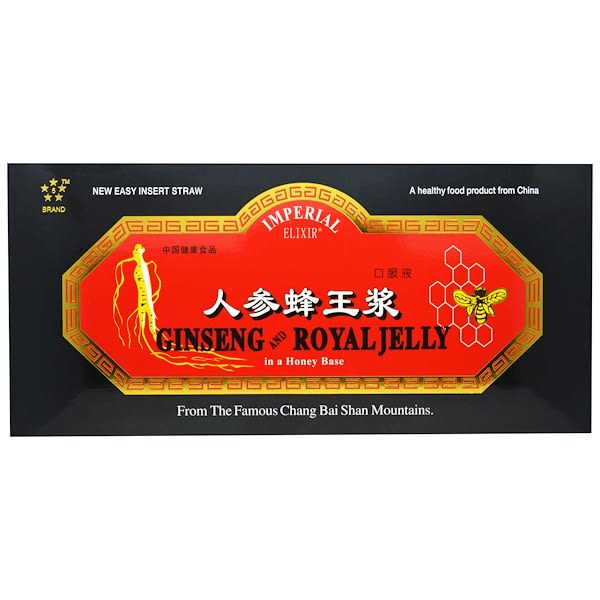 TM
5
BRAND
NEW EASY INSERT STRAW
A healthy food product from China
IMPERIAL
ELIXIR®
中国健康食品
口服液
人参蜂王浆
GINSENG AND ROYAL JELLY
in a Honey Base
From The Famous Chang Bai Shan Mountains.